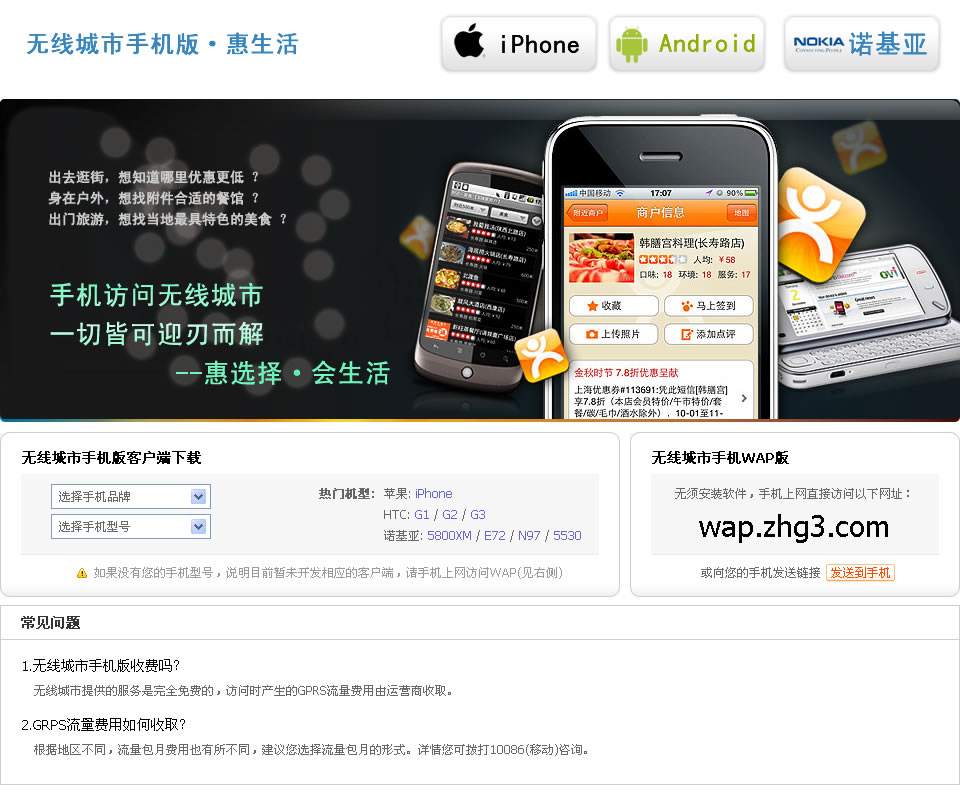 无线城市手机版·惠生活
iPhone
Android
NOKIA 诺基亚
CONNECTING PEOPLE
出去逛街，想知道哪里优惠更低 ？
身在户外，想找附件合适的餐馆 ？
出门旅游，想找当地最具特色的美食 ？
手机访问无线城市
一切皆可迎刃而解
--惠选择·会生活
中国移动 17:07 90%
附近商户 商户信息 地图
韩膳宫料理(长寿路店)
人均: ￥58
口味: 18 环境: 18 服务: 17
收藏 马上签到
上传照片 添加点评
金秋时节 7.8折优惠呈献
上海优惠券#113691:凭此短信[韩膳宫]
享7.8折（本店会员特价/午市特价/套
餐/碳/毛巾/酒水除外），10-01至11-
无线城市手机版客户端下载
选择手机品牌
选择手机型号
热门机型: 苹果: iPhone
HTC: G1 / G2 / G3
诺基亚: 5800XM / E72 / N97 / 5530
如果没有您的手机型号，说明目前暂未开发相应的客户端，请手机上网访问WAP(见右侧)
无线城市手机WAP版
无须安装软件，手机上网直接访问以下网址：
wap.zhg3.com
或向您的手机发送链接 发送到手机
常见问题
1.无线城市手机版收费吗?
无线城市提供的服务是完全免费的，访问时产生的GPRS流量费用由运营商收取。
2.GRPS流量费用如何收取?
根据地区不同，流量包月费用也有所不同，建议您选择流量包月的形式。详情您可拨打10086(移动)咨询。